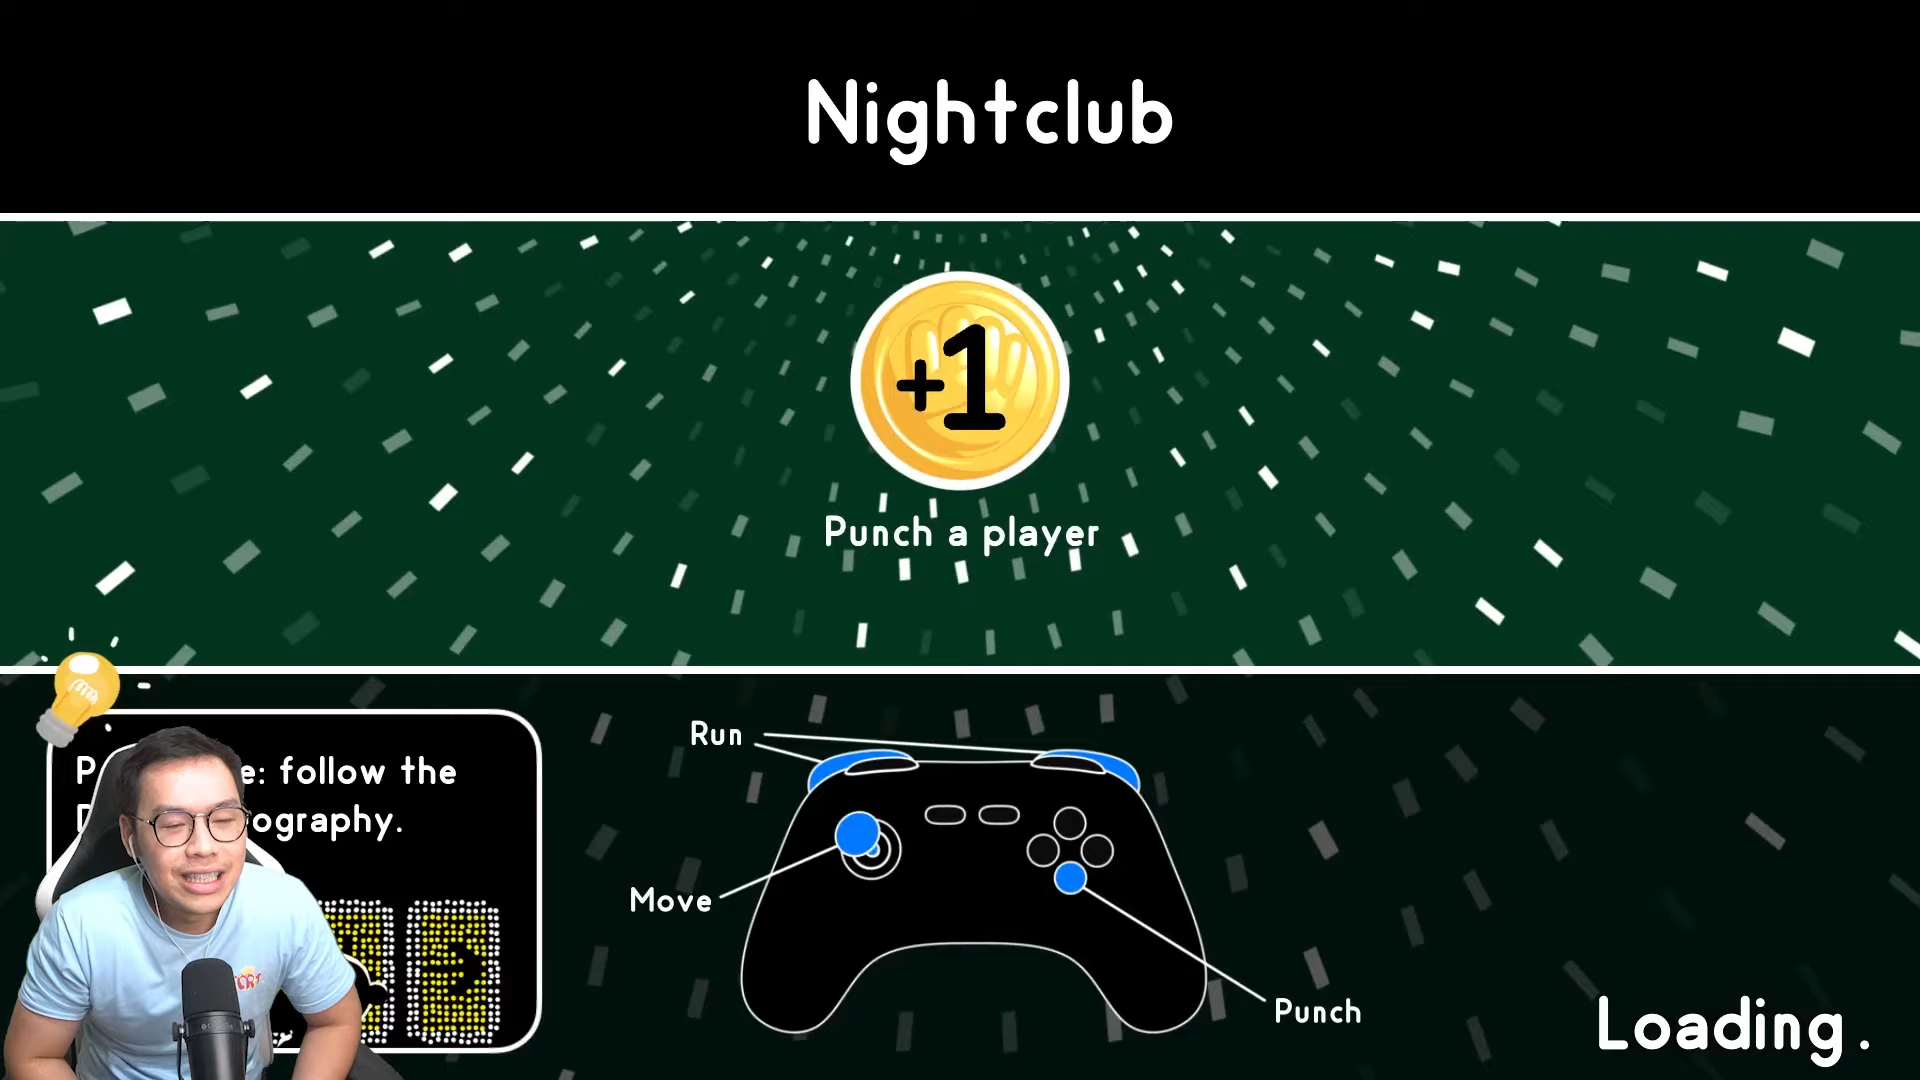 Nightclub
+1
Punch a player
Run
follow the
ography.
Move
Punch
Loading .